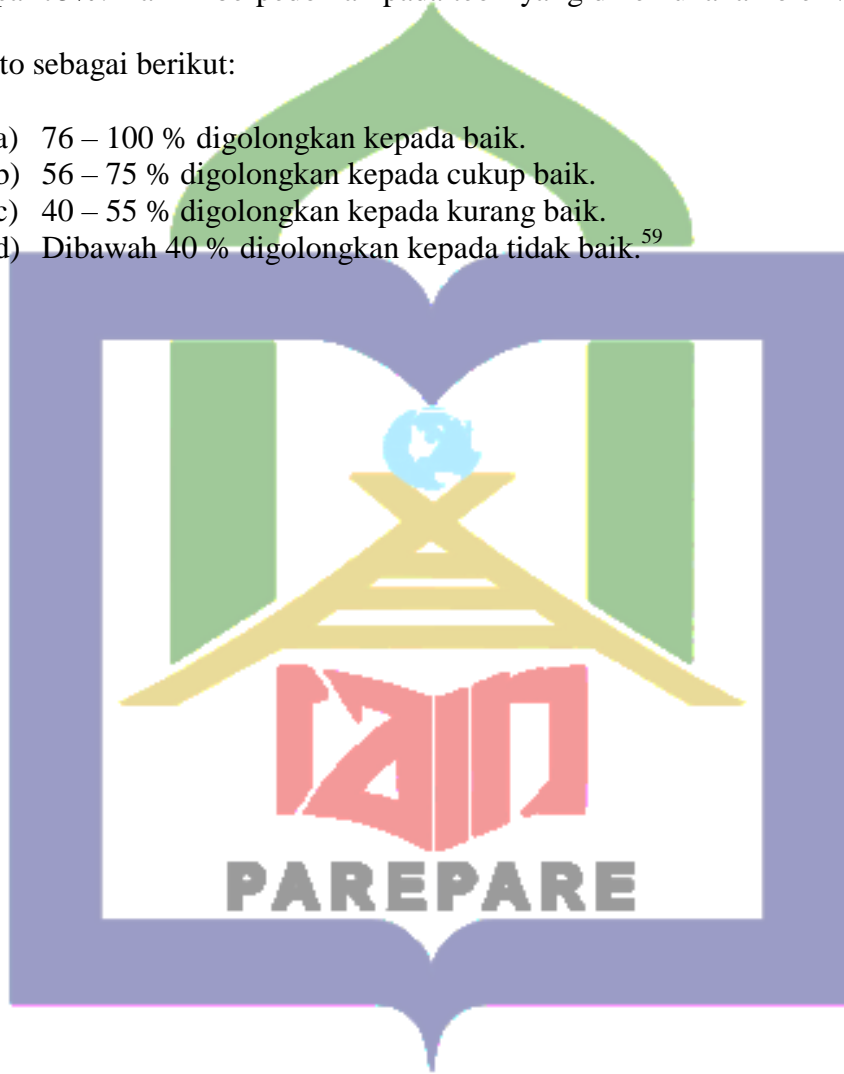 to sebagai berikut:
a) 76 – 100 % digolongkan kepada baik.
b) 56 – 75 % digolongkan kepada cukup baik.
c) 40 – 55 % digolongkan kepada kurang baik.
d) Dibawah 40 % digolongkan kepada tidak baik.59
iain
PAREPARE